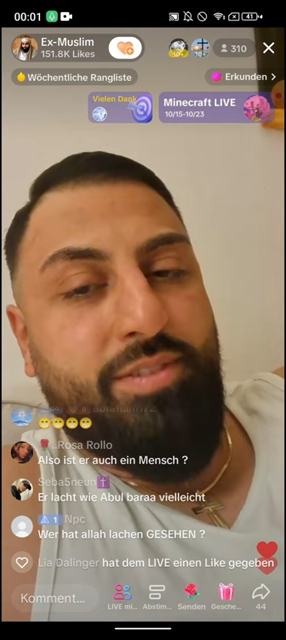 00:01
41
Ex-Muslim
151.8K Likes
310
Wöchentliche Rangliste
Erkunden >
Vielen Dank
Minecraft LIVE
10/15-10/23
Also ist er auch ein Mensch ?
Rosa Rollo
Seba5neun
Er lacht wie Abul baraa vielleicht
1 Npc
Wer hat allah lachen GESEHEN ?
Lia Dalinger hat dem LIVE einen Like gegeben
Komment...
LIVE mi...
Abstim...
Senden
Gesche...
44